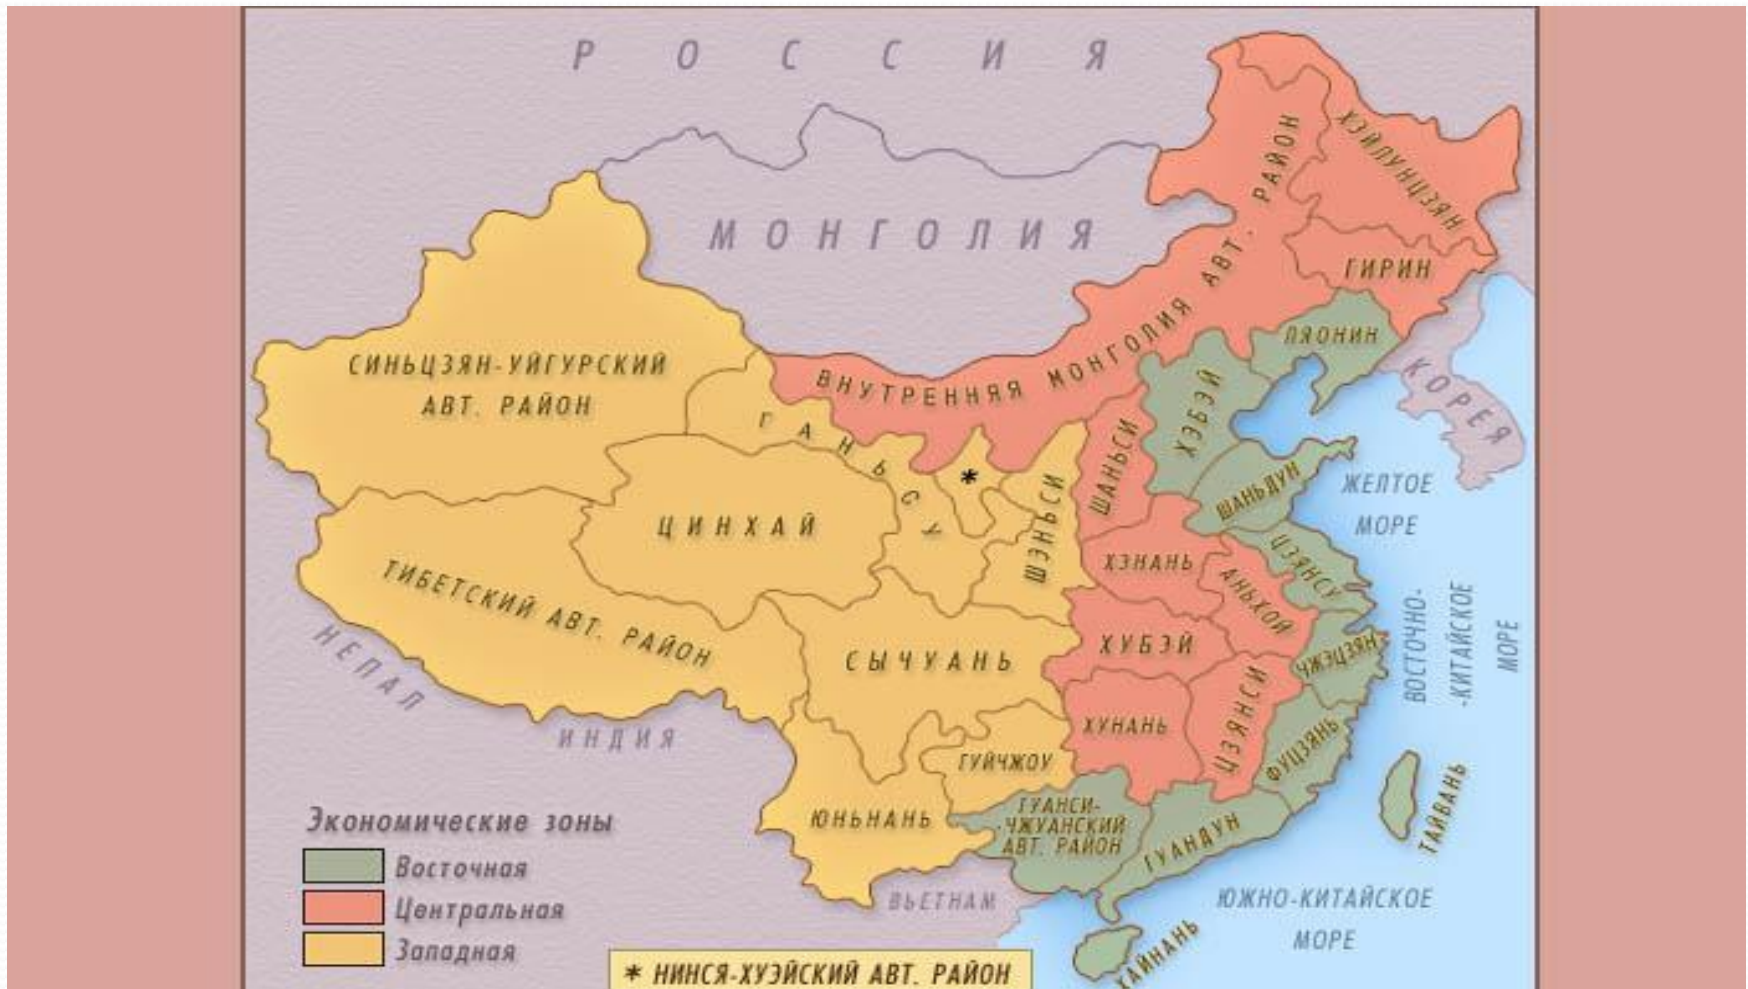 РОССИЯ
МОНГОЛИЯ
ВНУТРЕННЯЯ МОНГОЛИЯ АВТ. РАЙОН
ХЭЙЛУНЦЗЯН
ГИРИН
ЛЯОНИН
КОРЕЯ
СИНЬЦЗЯН-УЙГУРСКИЙ
АВТ. РАЙОН
ГАНЬСУ
*
ХЭБЭЙ
ШАНЬСИ
ШЭНЬСИ
ШАНЬДУН
ЖЕЛТОЕ
МОРЕ
ЦИНХАЙ
ТИБЕТСКИЙ АВТ. РАЙОН
ХЭНАНЬ
ЦЗЯНСУ
АНЬХОЙ
СЫЧУАНЬ
ХУБЭЙ
ЧЖЭЦЗЯН
ВОСТОЧНО-
-КИТАЙСКОЕ
МОРЕ
НЕПАЛ
ИНДИЯ
ХУНАНЬ
ЦЗЯНСИ
ФУЦЗЯНЬ
ГУЙЧЖОУ
ЮНЬНАНЬ
ГУАНСИ-
-ЧЖУАНСКИЙ
АВТ. РАЙОН
ГУАНДУН
ТАЙВАНЬ
ВЬЕТНАМ
ЮЖНО-КИТАЙСКОЕ
МОРЕ
ХАЙНАНЬ
Экономические зоны
Восточная
Центральная
Западная
* НИНСЯ-ХУЭЙСКИЙ АВТ. РАЙОН